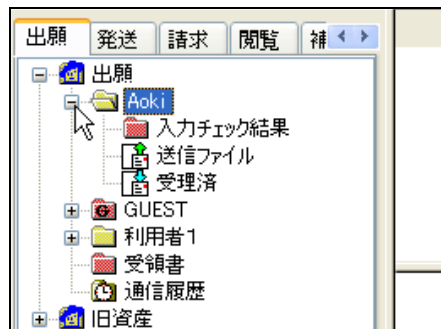 出願 発送 請求 閲覧 補
出願
Aoki
入力チェック結果
送信ファイル
受理済
G GUEST
利用者1
受領書
通信履歴
旧資産